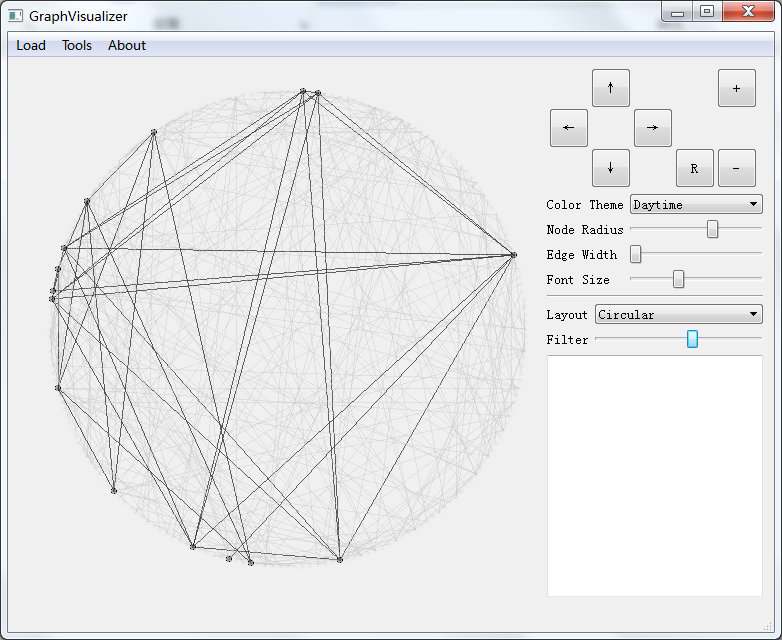 GraphVisualizer
Load Tools About
↑ +
← →
↓ R -
Color Theme Daytime
Node Radius
Edge Width
Font Size
Layout Circular
Filter